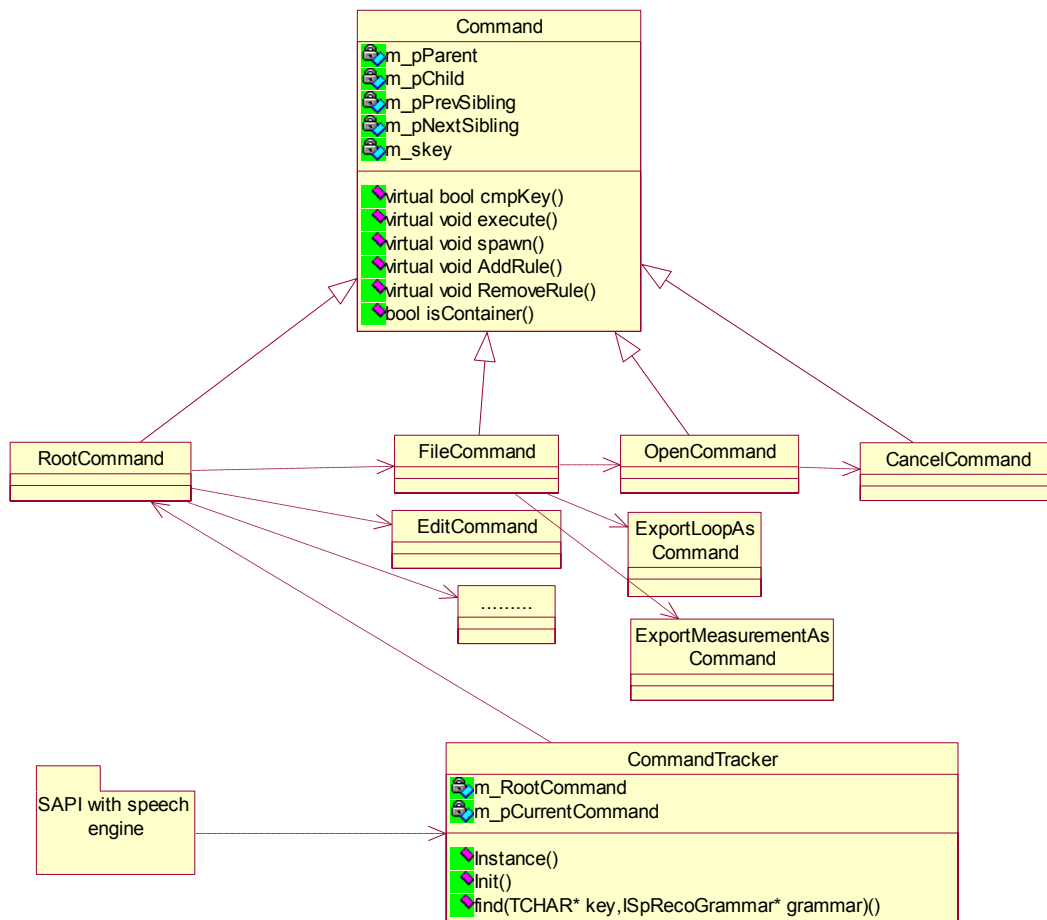 Command
m_pParent
m_pChild
m_pPrevSibling
m_pNextSibling
m_skey
virtual bool cmpKey()
virtual void execute()
virtual void spawn()
virtual void AddRule()
virtual void RemoveRule()
bool isContainer()
RootCommand
FileCommand
OpenCommand
CancelCommand
EditCommand
ExportLoopAs
Command
.........
ExportMeasurementAs
Command
CommandTracker
m_RootCommand
m_pCurrentCommand
Instance()
Init()
find(TCHAR* key,ISpRecoGrammar* grammar)()
SAPI with speech
engine